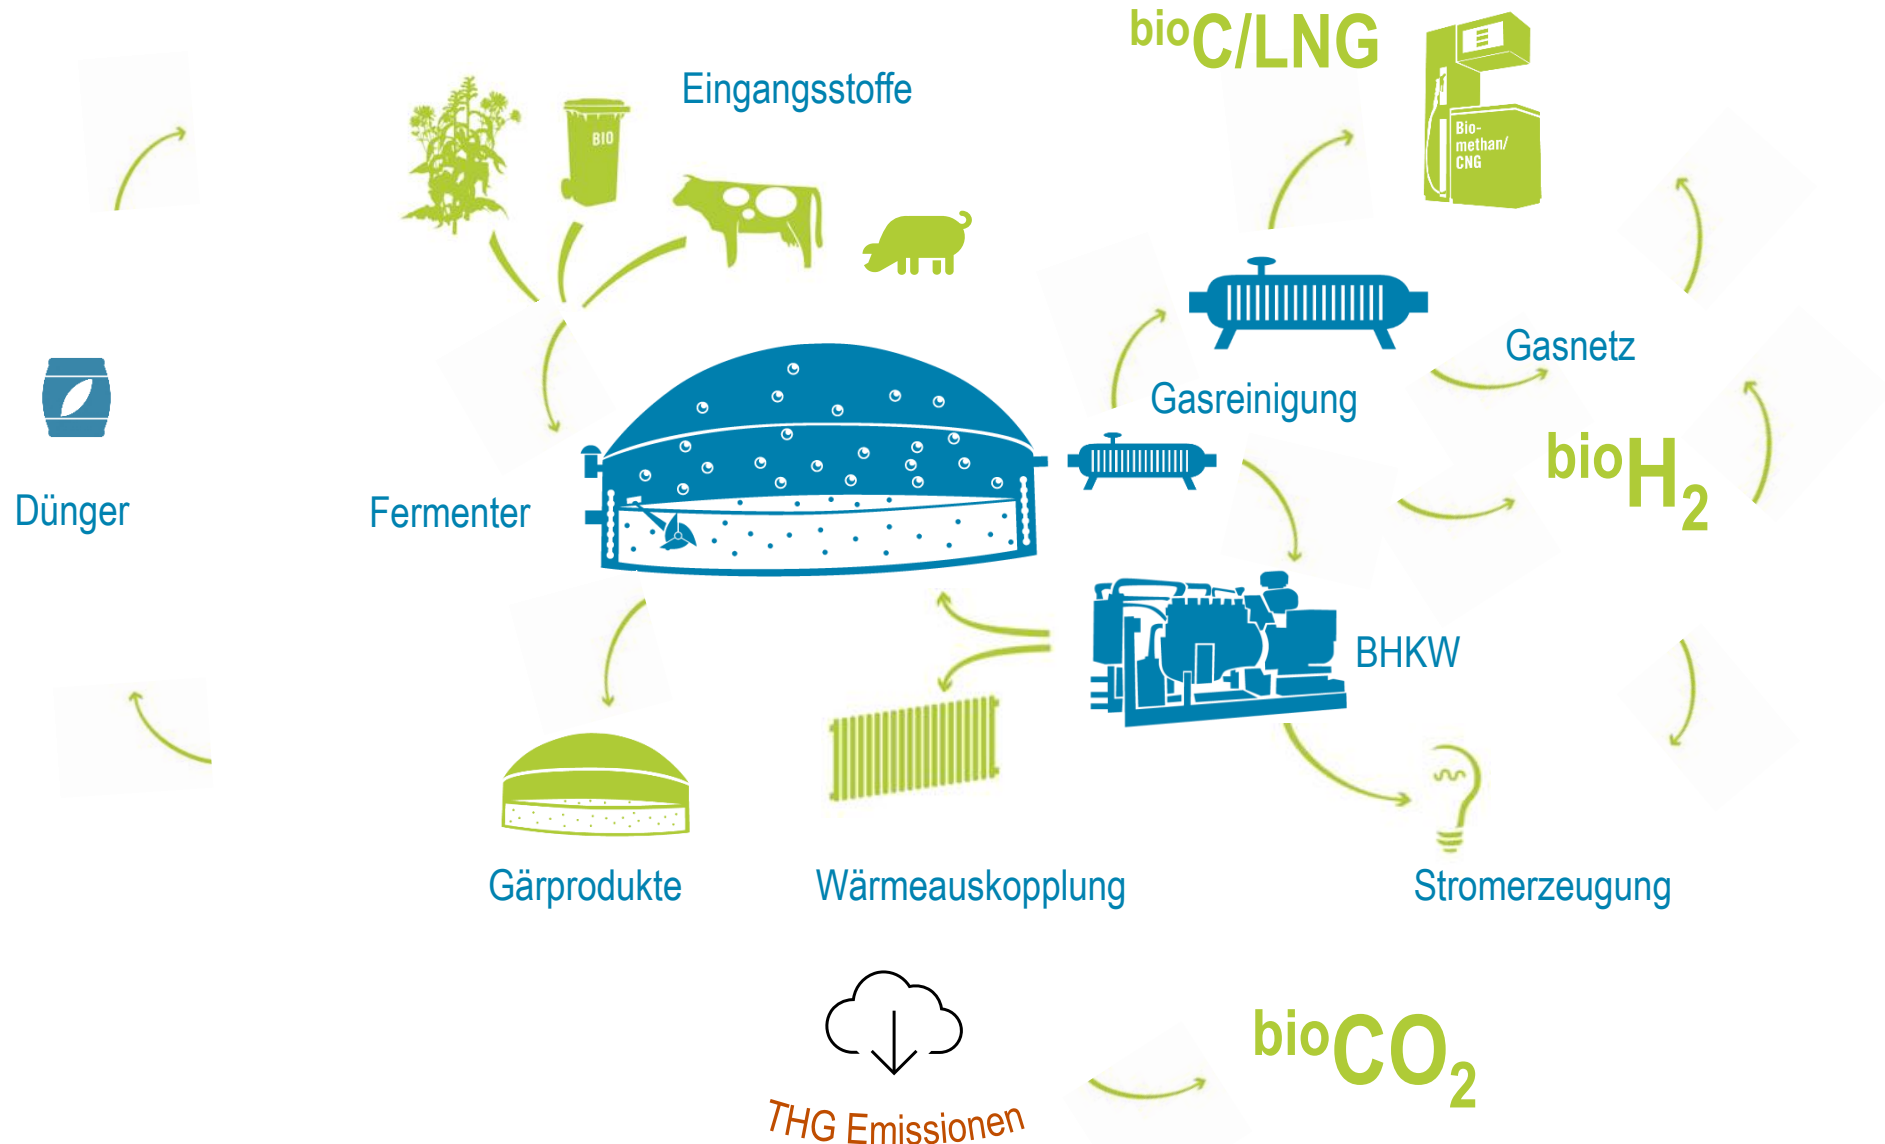 bioC/LNG
Eingangsstoffe
BIO
Bio-
methan/
CNG
Gasnetz
Gasreinigung
bioH2
Dünger
Fermenter
BHKW
Gärprodukte
Wärmeauskopplung
Stromerzeugung
bioCO2
THG Emissionen